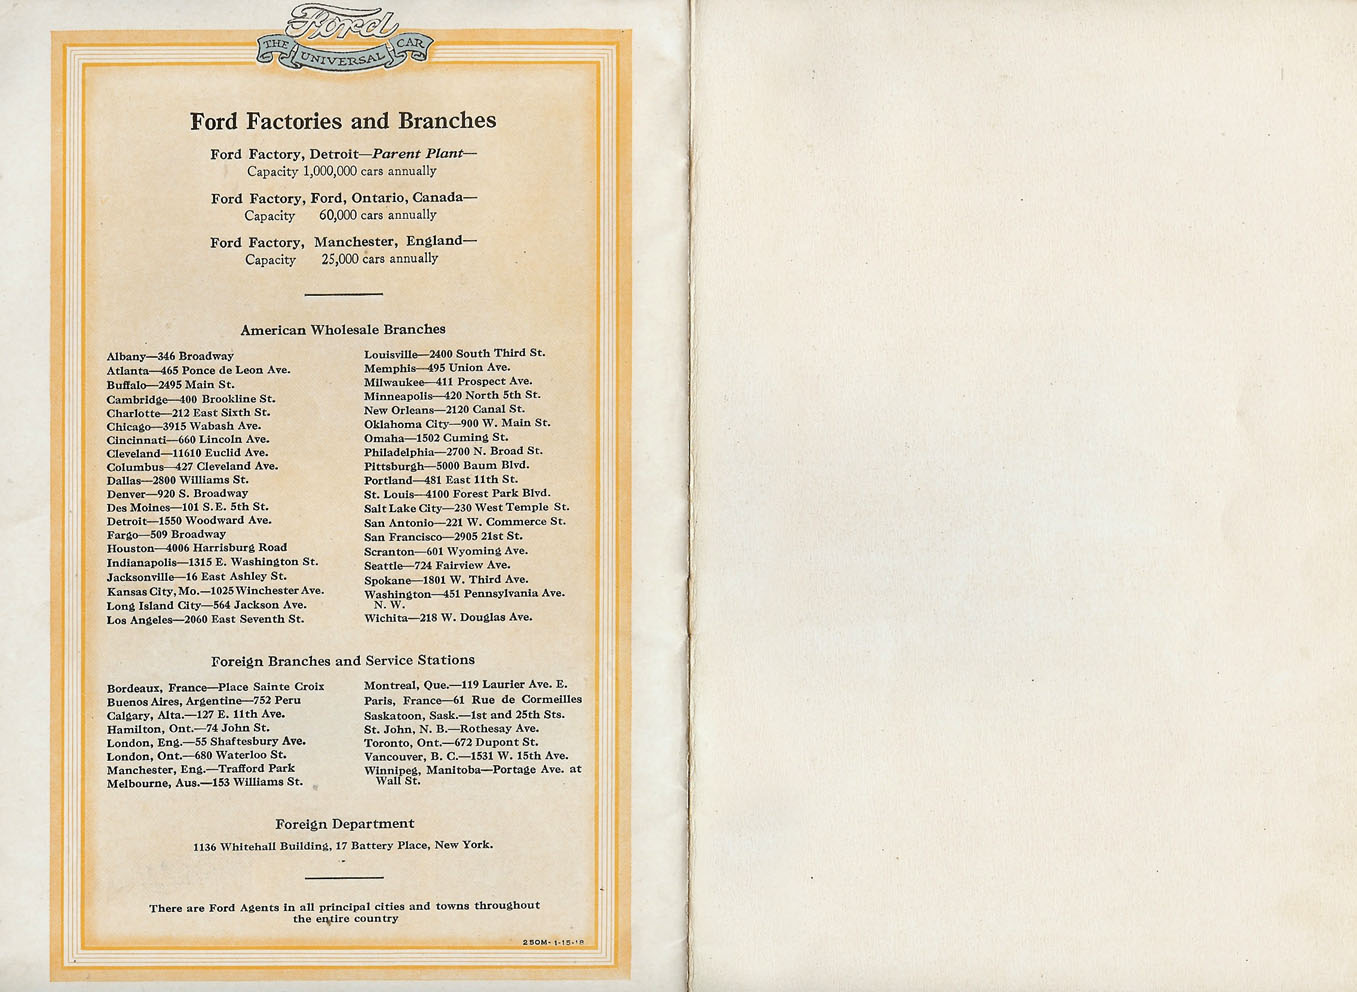 Ford
THE UNIVERSAL CAR
Ford Factories and Branches
Ford Factory, Detroit—Parent Plant—
Capacity 1,000,000 cars annually
Ford Factory, Ford, Ontario, Canada—
Capacity 60,000 cars annually
Ford Factory, Manchester, England—
Capacity 25,000 cars annually
American Wholesale Branches
Albany—346 Broadway
Atlanta—465 Ponce de Leon Ave.
Buffalo—2495 Main St.
Cambridge—400 Brookline St.
Charlotte—212 East Sixth St.
Chicago—3915 Wabash Ave.
Cincinnati—660 Lincoln Ave.
Cleveland—11610 Euclid Ave.
Columbus—427 Cleveland Ave.
Dallas—2800 Williams St.
Denver—920 S. Broadway
Des Moines—101 S.E. 5th St.
Detroit—1550 Woodward Ave.
Fargo—509 Broadway
Houston—4006 Harrisburg Road
Indianapolis—1315 E. Washington St.
Jacksonville—16 East Ashley St.
Kansas City, Mo.—1025 Winchester Ave.
Long Island City—564 Jackson Ave.
Los Angeles—2060 East Seventh St.
Louisville—2400 South Third St.
Memphis—495 Union Ave.
Milwaukee—411 Prospect Ave.
Minneapolis—420 North 5th St.
New Orleans—2120 Canal St.
Oklahoma City—900 W. Main St.
Omaha—1502 Cuming St.
Philadelphia—2700 N. Broad St.
Pittsburgh—5000 Baum Blvd.
Portland—481 East 11th St.
St. Louis—4100 Forest Park Blvd.
Salt Lake City—230 West Temple St.
San Antonio—221 W. Commerce St.
San Francisco—2905 21st St.
Scranton—601 Wyoming Ave.
Seattle—724 Fairview Ave.
Spokane—1801 W. Third Ave.
Washington—451 Pennsylvania Ave.
N. W.
Wichita—218 W. Douglas Ave.
Foreign Branches and Service Stations
Bordeaux, France—Place Sainte Croix
Buenos Aires, Argentine—752 Peru
Calgary, Alta.—127 E. 11th Ave.
Hamilton, Ont.—74 John St.
London, Eng.—55 Shaftesbury Ave.
London, Ont.—680 Waterloo St.
Manchester, Eng.—Trafford Park
Melbourne, Aus.—153 Williams St.
Montreal, Que.—119 Laurier Ave. E.
Paris, France—61 Rue de Cormeilles
Saskatoon, Sask.—1st and 25th Sts.
St. John, N. B.—Rothesay Ave.
Toronto, Ont.—672 Dupont St.
Vancouver, B. C.—1531 W. 15th Ave.
Winnipeg, Manitoba—Portage Ave. at
Wall St.
Foreign Department
1136 Whitehall Building, 17 Battery Place, New York.
There are Ford Agents in all principal cities and towns throughout
the entire country
250M-1-15-18